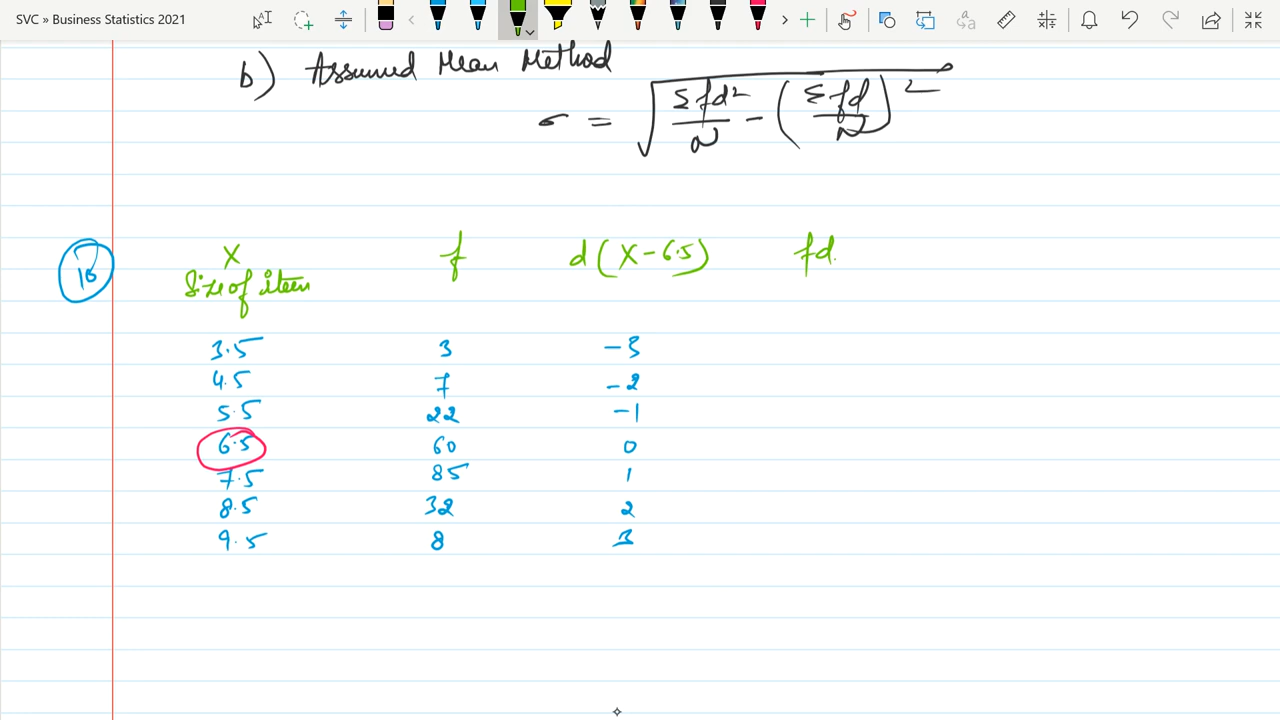 SVC » Business Statistics 2021
b) Assumed Mean Method
σ = √(Σfd²/N - (Σfd/N)²)
16
X f d(X-6.5) fd
Size of item
3.5 3 -3
4.5 7 -2
5.5 22 -1
6.5 60 0
7.5 85 1
8.5 32 2
9.5 8 3